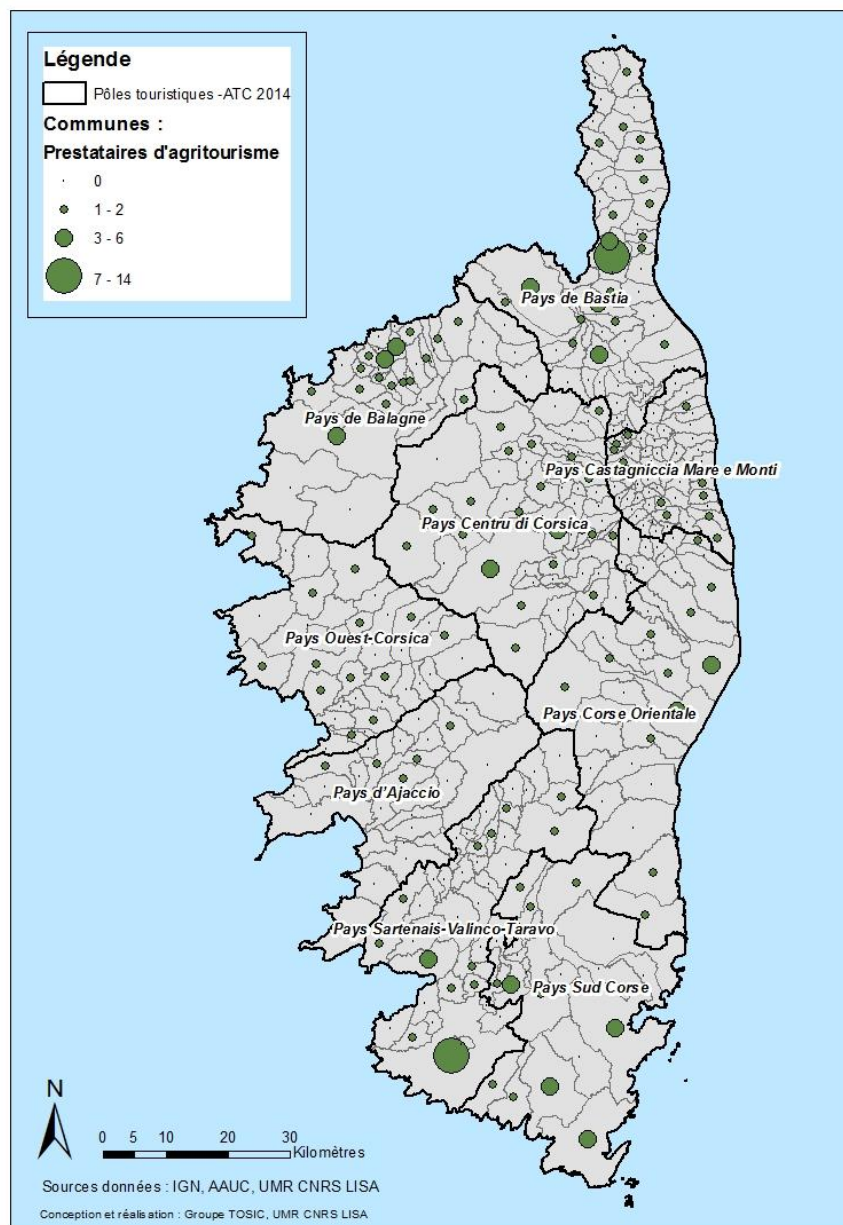 Légende
Pôles touristiques -ATC 2014
Communes :
Prestataires d'agritourisme
0
1 - 2
3 - 6
7 - 14
Pays de Bastia
Pays de Balagne
Pays Castagniccia Mare e Monti
Pays Centru di Corsica
Pays Ouest-Corsica
Pays Corse Orientale
Pays d'Ajaccio
Pays Sartenais-Valinco-Taravo
Pays Sud Corse
N
0 5 10 20 30
Kilomètres
Sources données : IGN, AAUC, UMR CNRS LISA
Conception et réalisation : Groupe TOSIC, UMR CNRS LISA